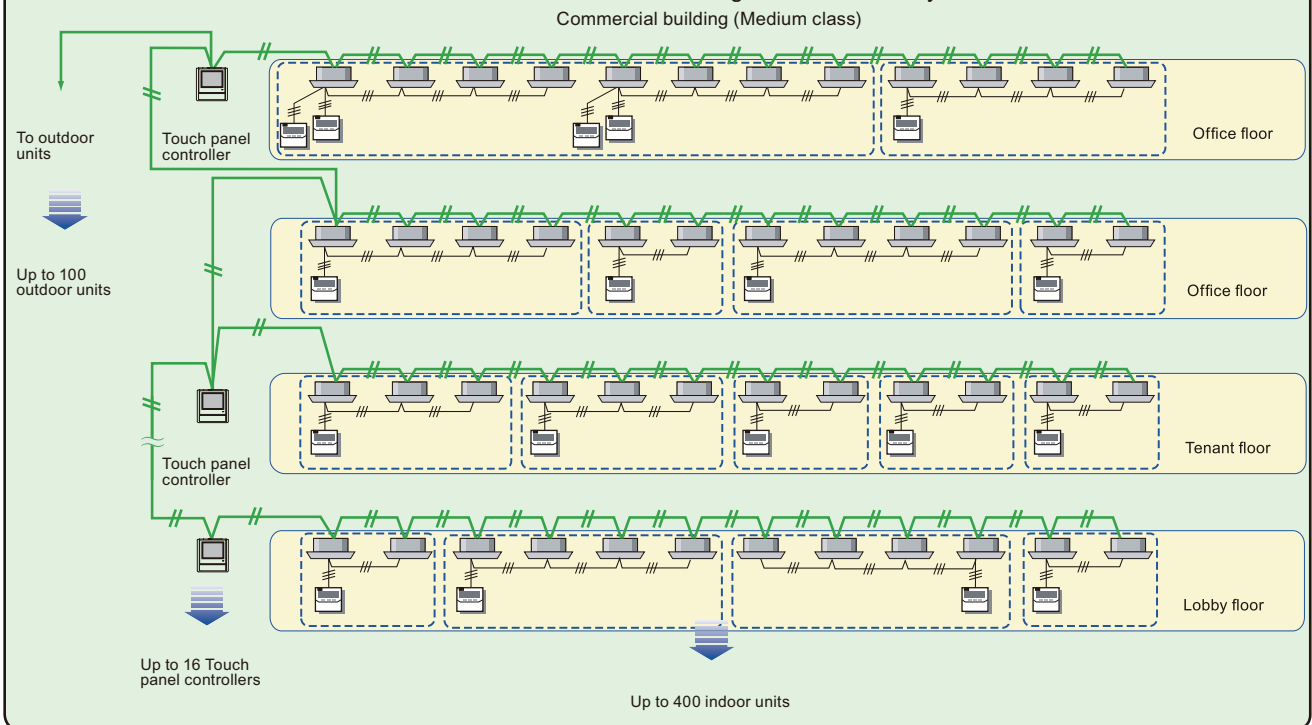 Commercial building (Medium class)
To outdoor
units
Touch panel
controller
Office floor
Up to 100
outdoor units
Office floor
Touch panel
controller
Tenant floor
Lobby floor
Up to 16 Touch
panel controllers
Up to 400 indoor units